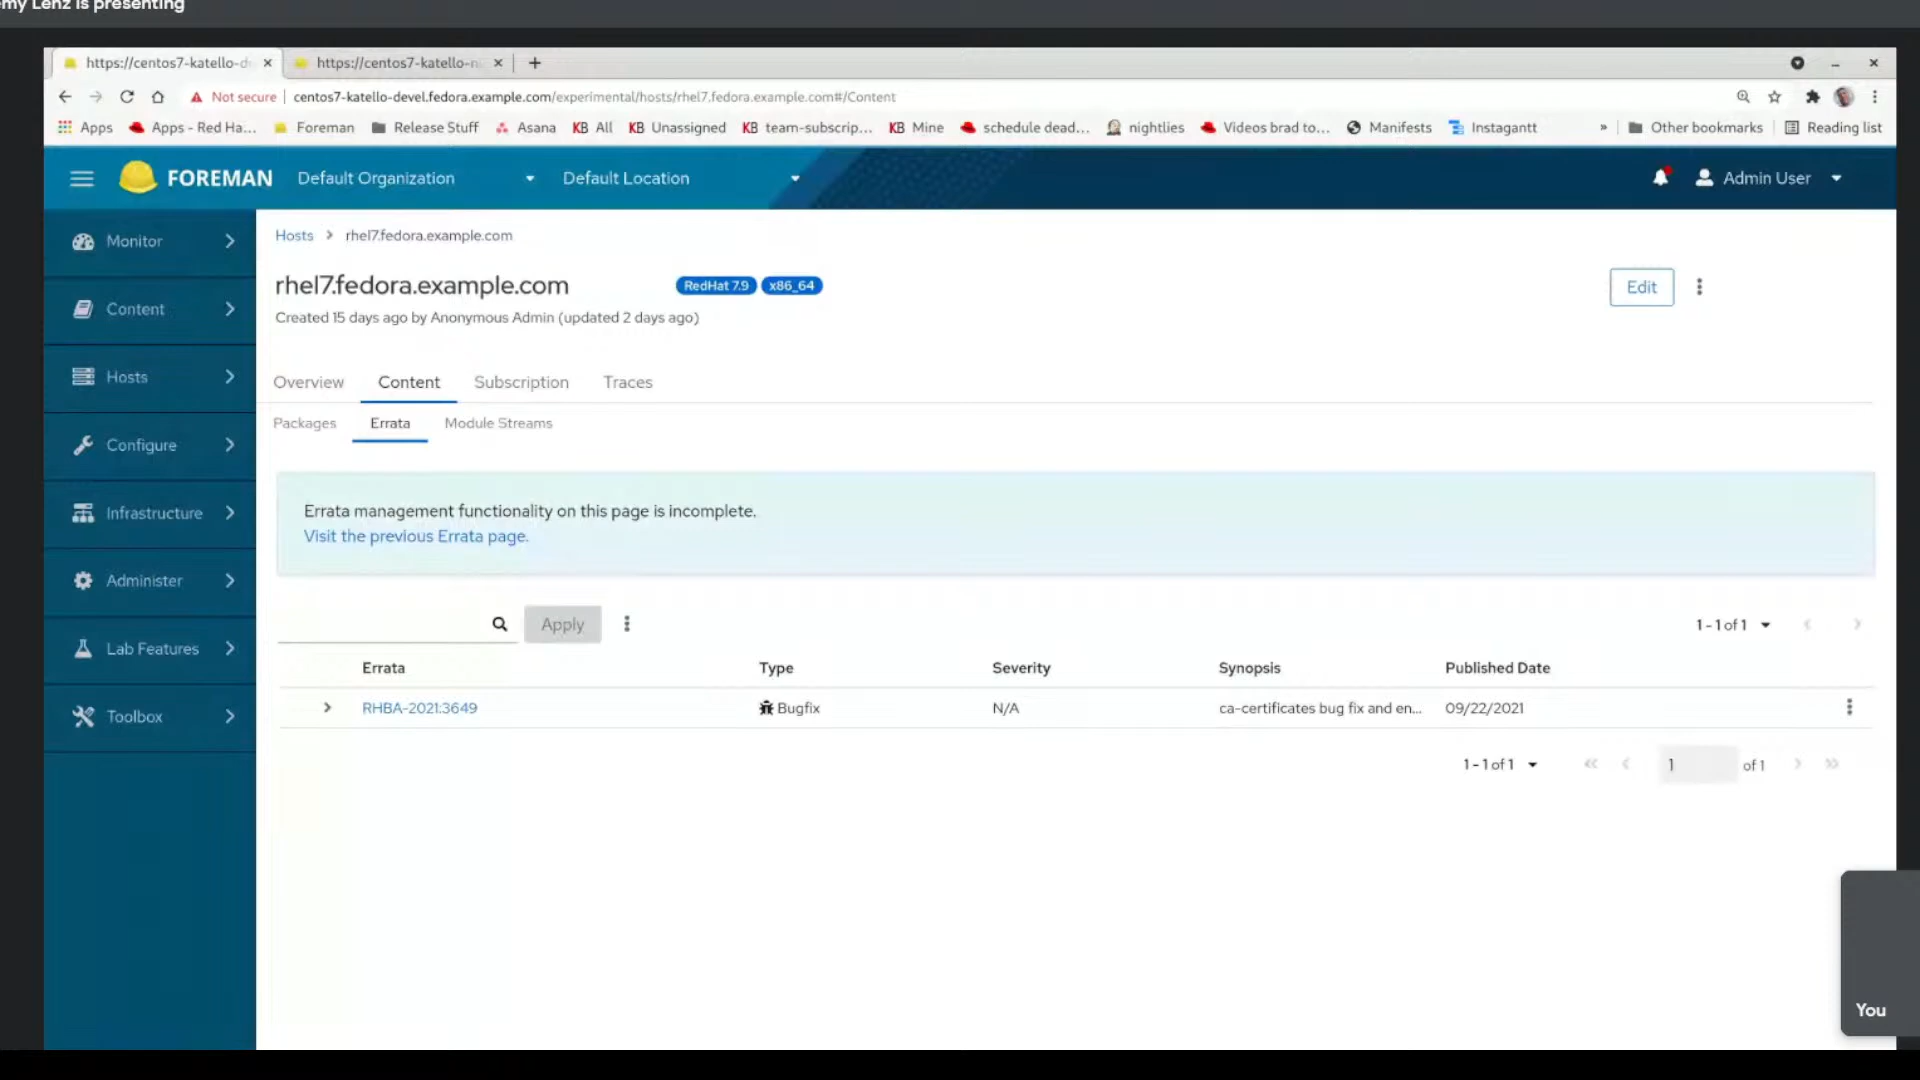 Lenz is presenting
https://centos7-katello-d
https://centos7-katello-n
Not secure
centos7-katello-devel.fedora.example.com/experimental/hosts/rhel7.fedora.example.com#/Content
Apps
Apps - Red Ha...
Foreman
Release Stuff
Asana
KB All
KB Unassigned
KB team-subscrip...
KB Mine
schedule dead...
nightlies
Videos brad to...
Manifests
Instagantt
»
Other bookmarks
Reading list
FOREMAN
Default Organization
Default Location
Admin User
Monitor
Content
Hosts
Configure
Infrastructure
Administer
Lab Features
Toolbox
Hosts > rhel7.fedora.example.com
rhel7.fedora.example.com
RedHat 7.9
x86_64
Edit
Created 15 days ago by Anonymous Admin (updated 2 days ago)
Overview
Content
Subscription
Traces
Packages
Errata
Module Streams
Errata management functionality on this page is incomplete.
Visit the previous Errata page.
Apply
1 - 1 of 1
Errata
Type
Severity
Synopsis
Published Date
RHBA-2021:3649
Bugfix
N/A
ca-certificates bug fix and en...
09/22/2021
1 - 1 of 1
1
of 1
You